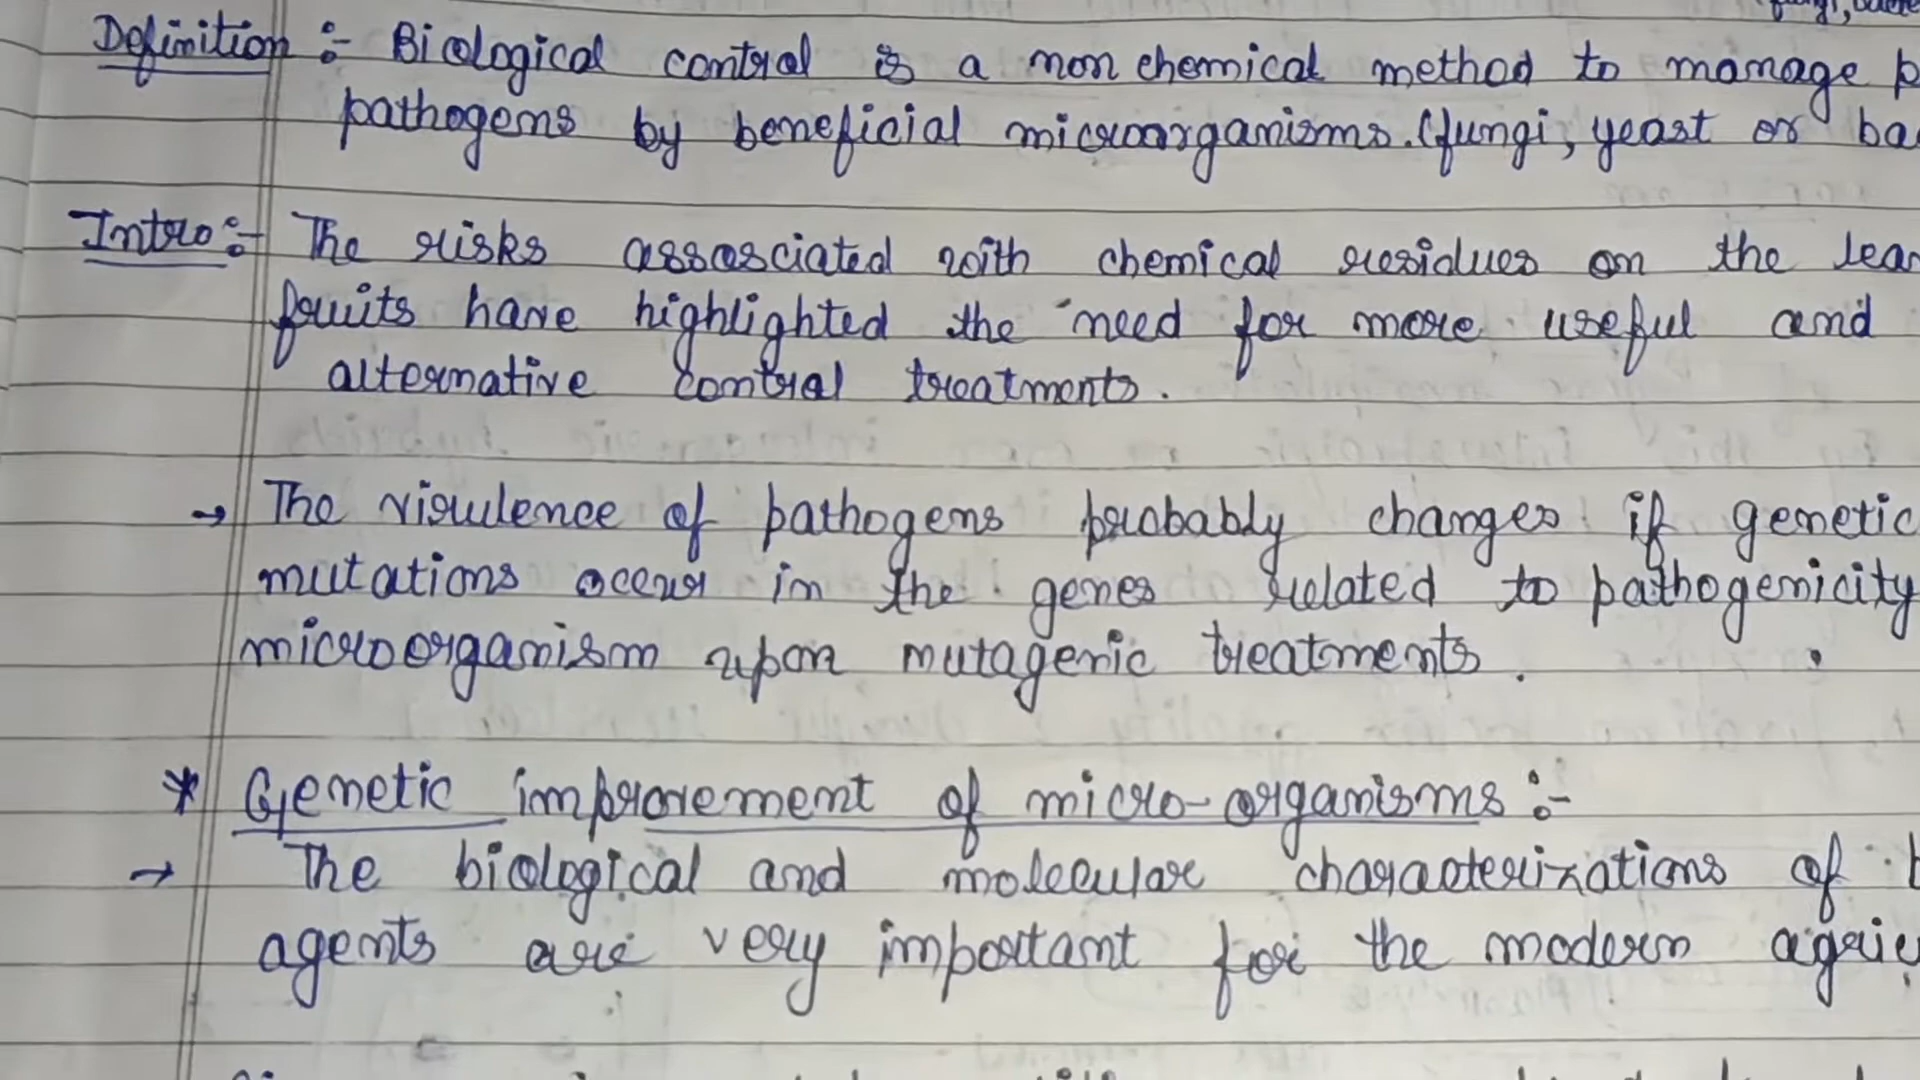 fungi,
Definition :- Biological control is a non chemical method to manage
pathogens by beneficial microorganisms.(fungi, yeast or ba
Intro:- The risks assosciated with chemical residues on the lea
fruits have highlighted the need for more useful and
alternative control treatments.
→ The virulence of pathogens probably changes if genetic
mutations occur in the genes related to pathogenicity
microorganism upon mutagenic treatments.
* Genetic improvement of micro-organisms :-
→ The biological and molecular characterizations of b
agents are very important for the modern agric